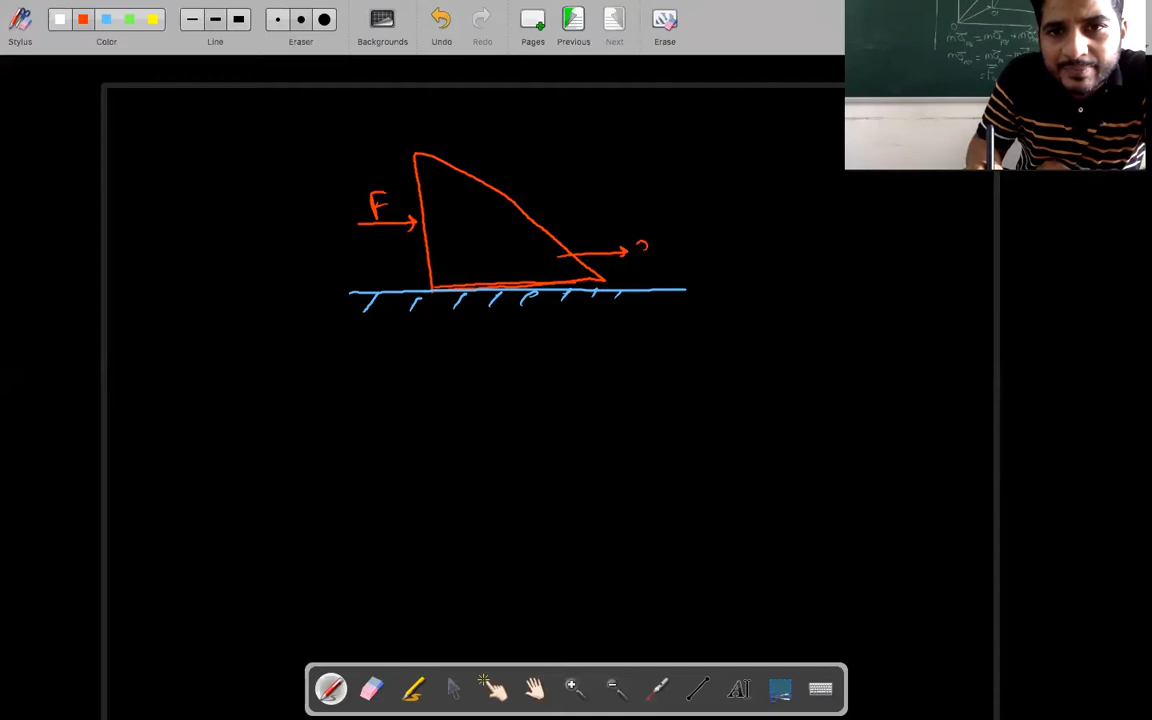 Stylus
Color
Line
Eraser
Backgrounds
Undo
Redo
Pages
Previous
Next
Erase
F